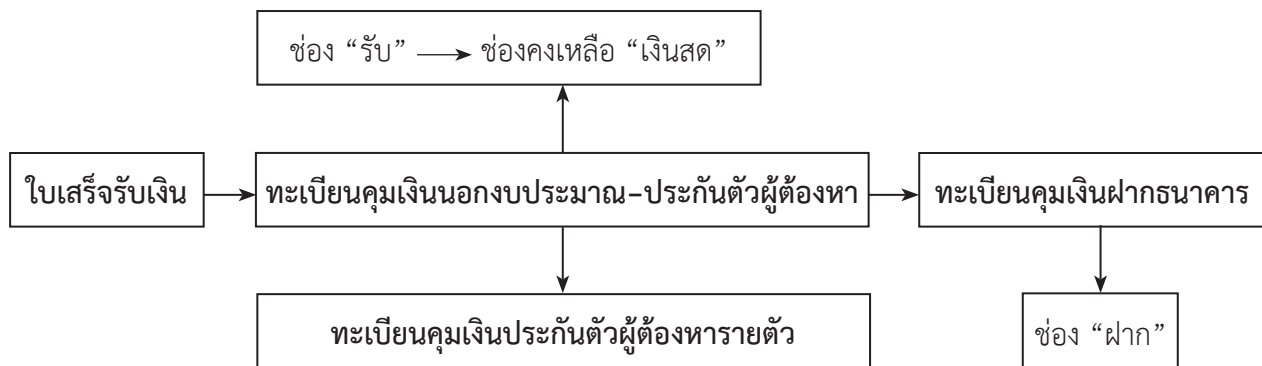 ช่อง “รับ” → ช่องคงเหลือ “เงินสด”
ใบเสร็จรับเงิน
ทะเบียนคุมเงินนอกงบประมาณ–ประกันตัวผู้ต้องหา
ทะเบียนคุมเงินฝากธนาคาร
ทะเบียนคุมเงินประกันตัวผู้ต้องหารายตัว
ช่อง “ฝาก”